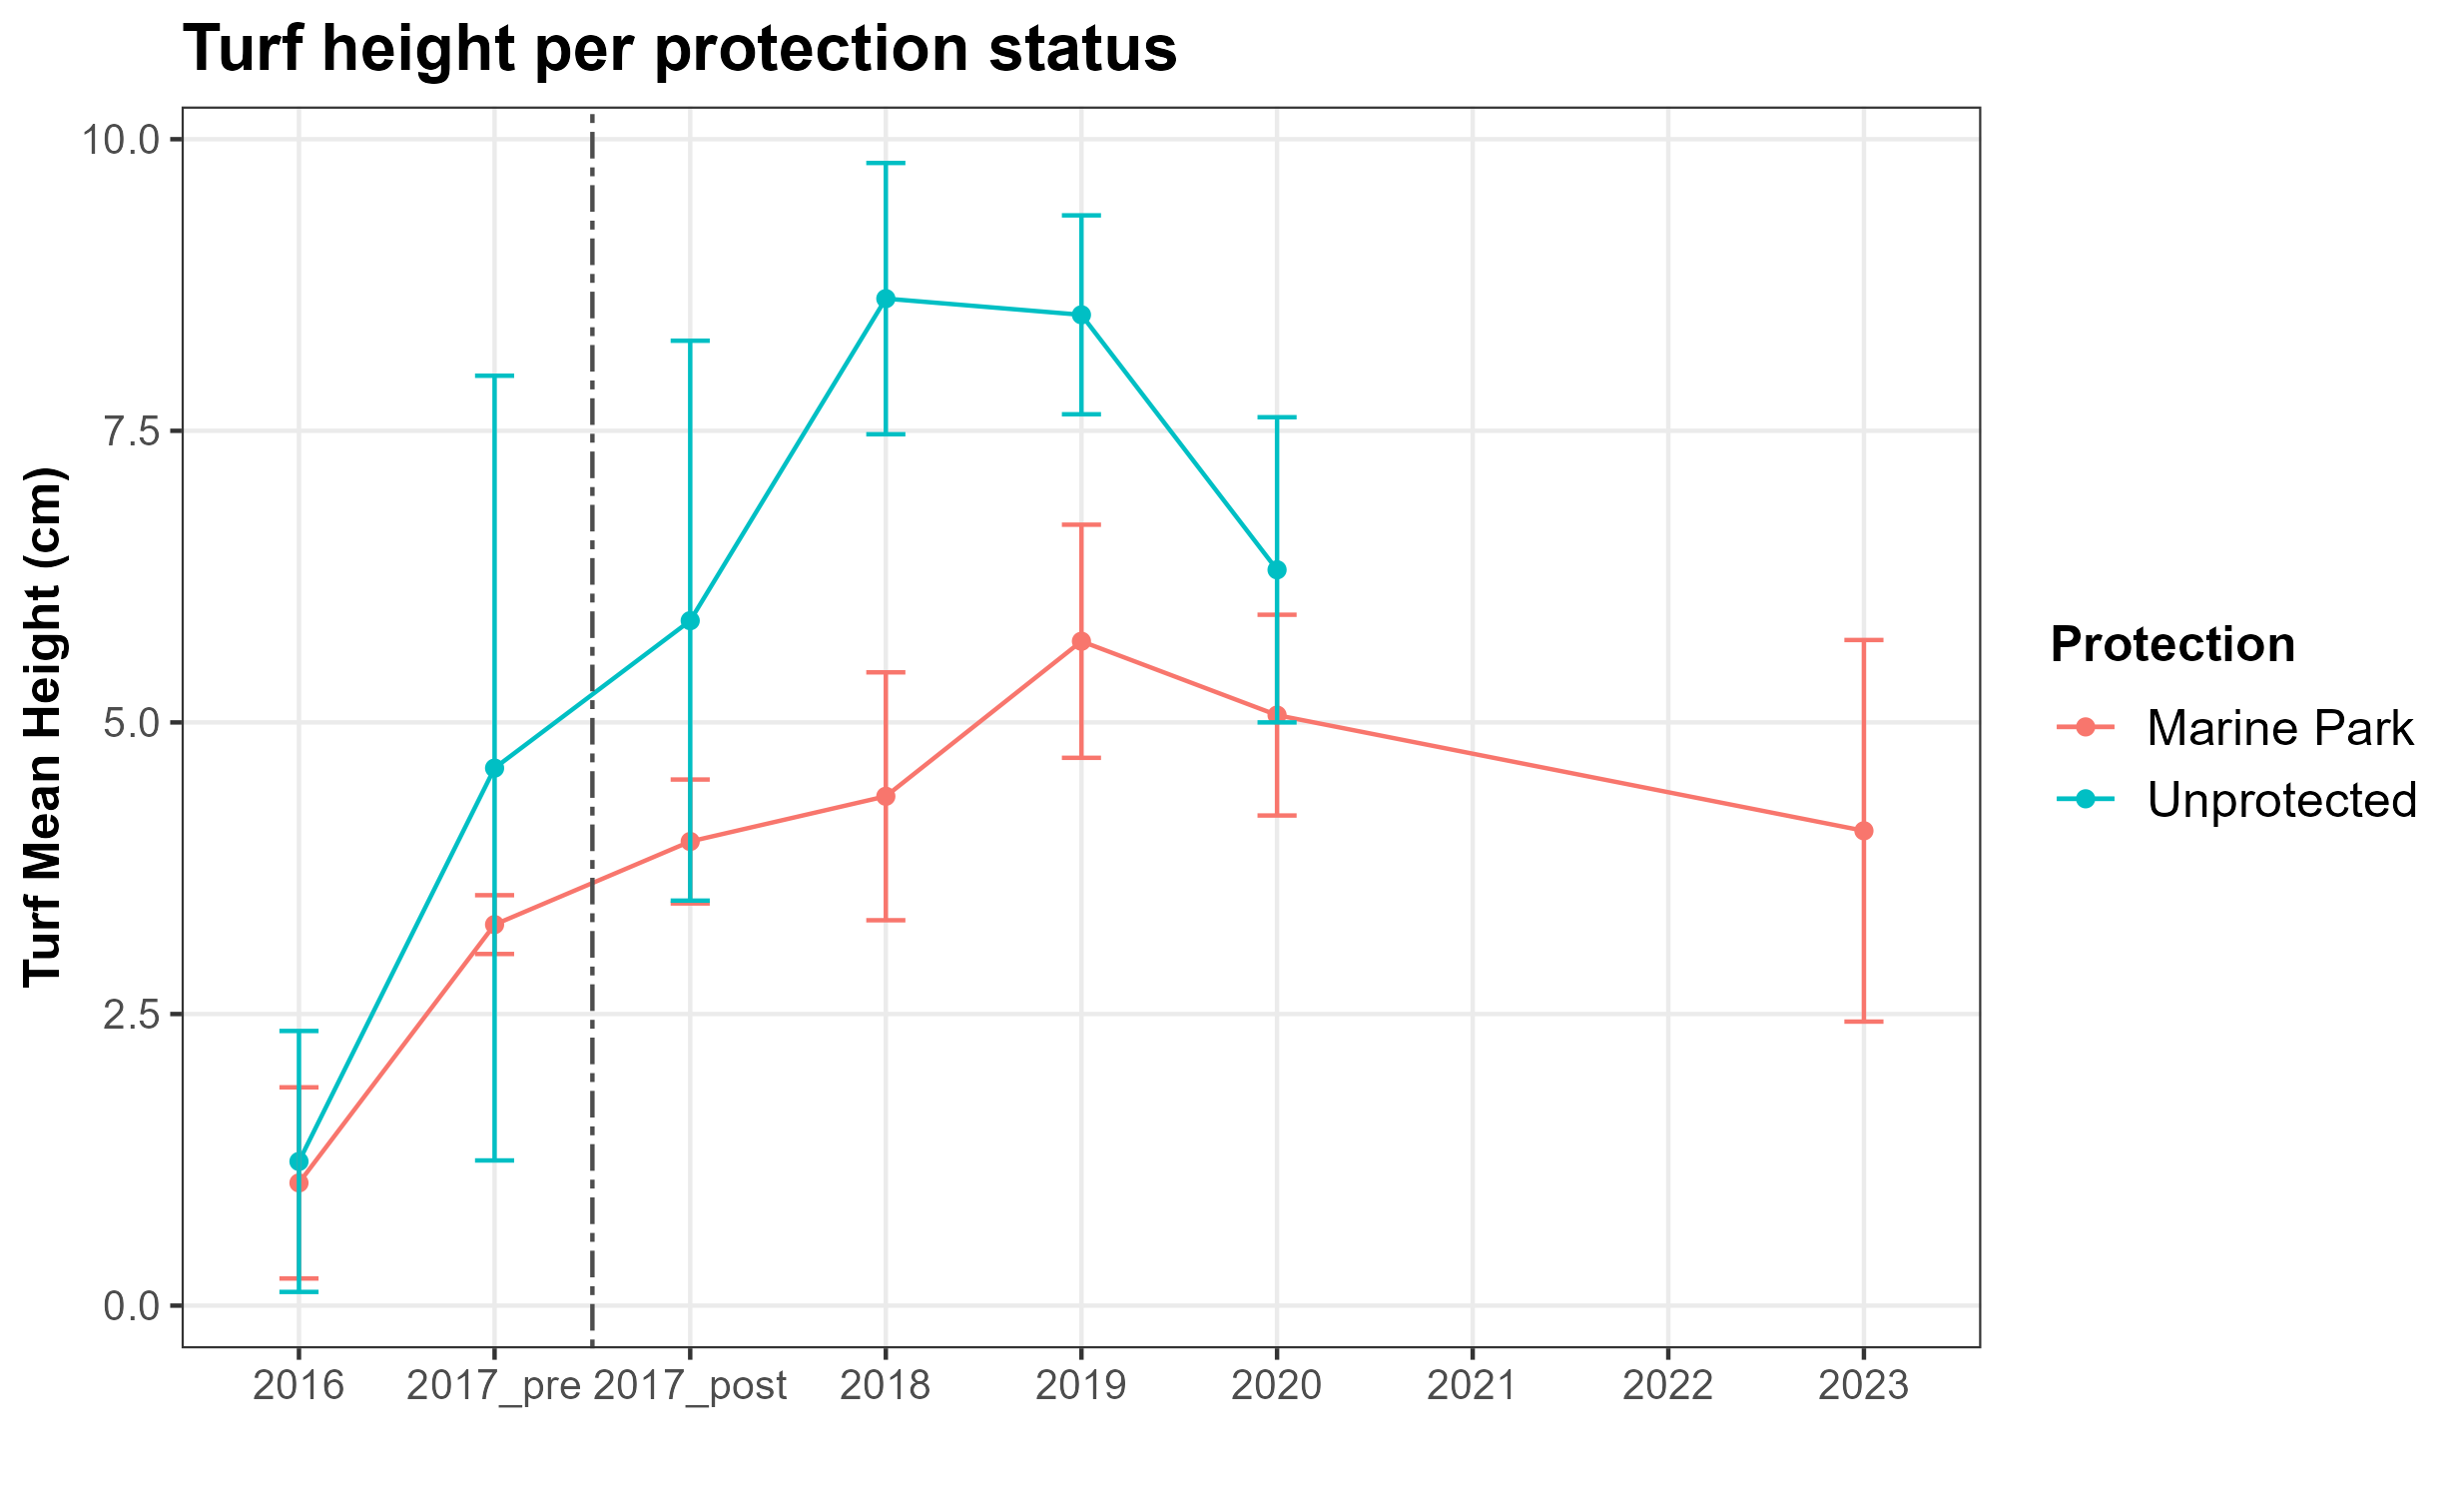 Turf height per protection status
Turf Mean Height (cm)
10.0
7.5
5.0
2.5
0.0
2016
2017_pre
2017_post
2018
2019
2020
2021
2022
2023
Protection
Marine Park
Unprotected